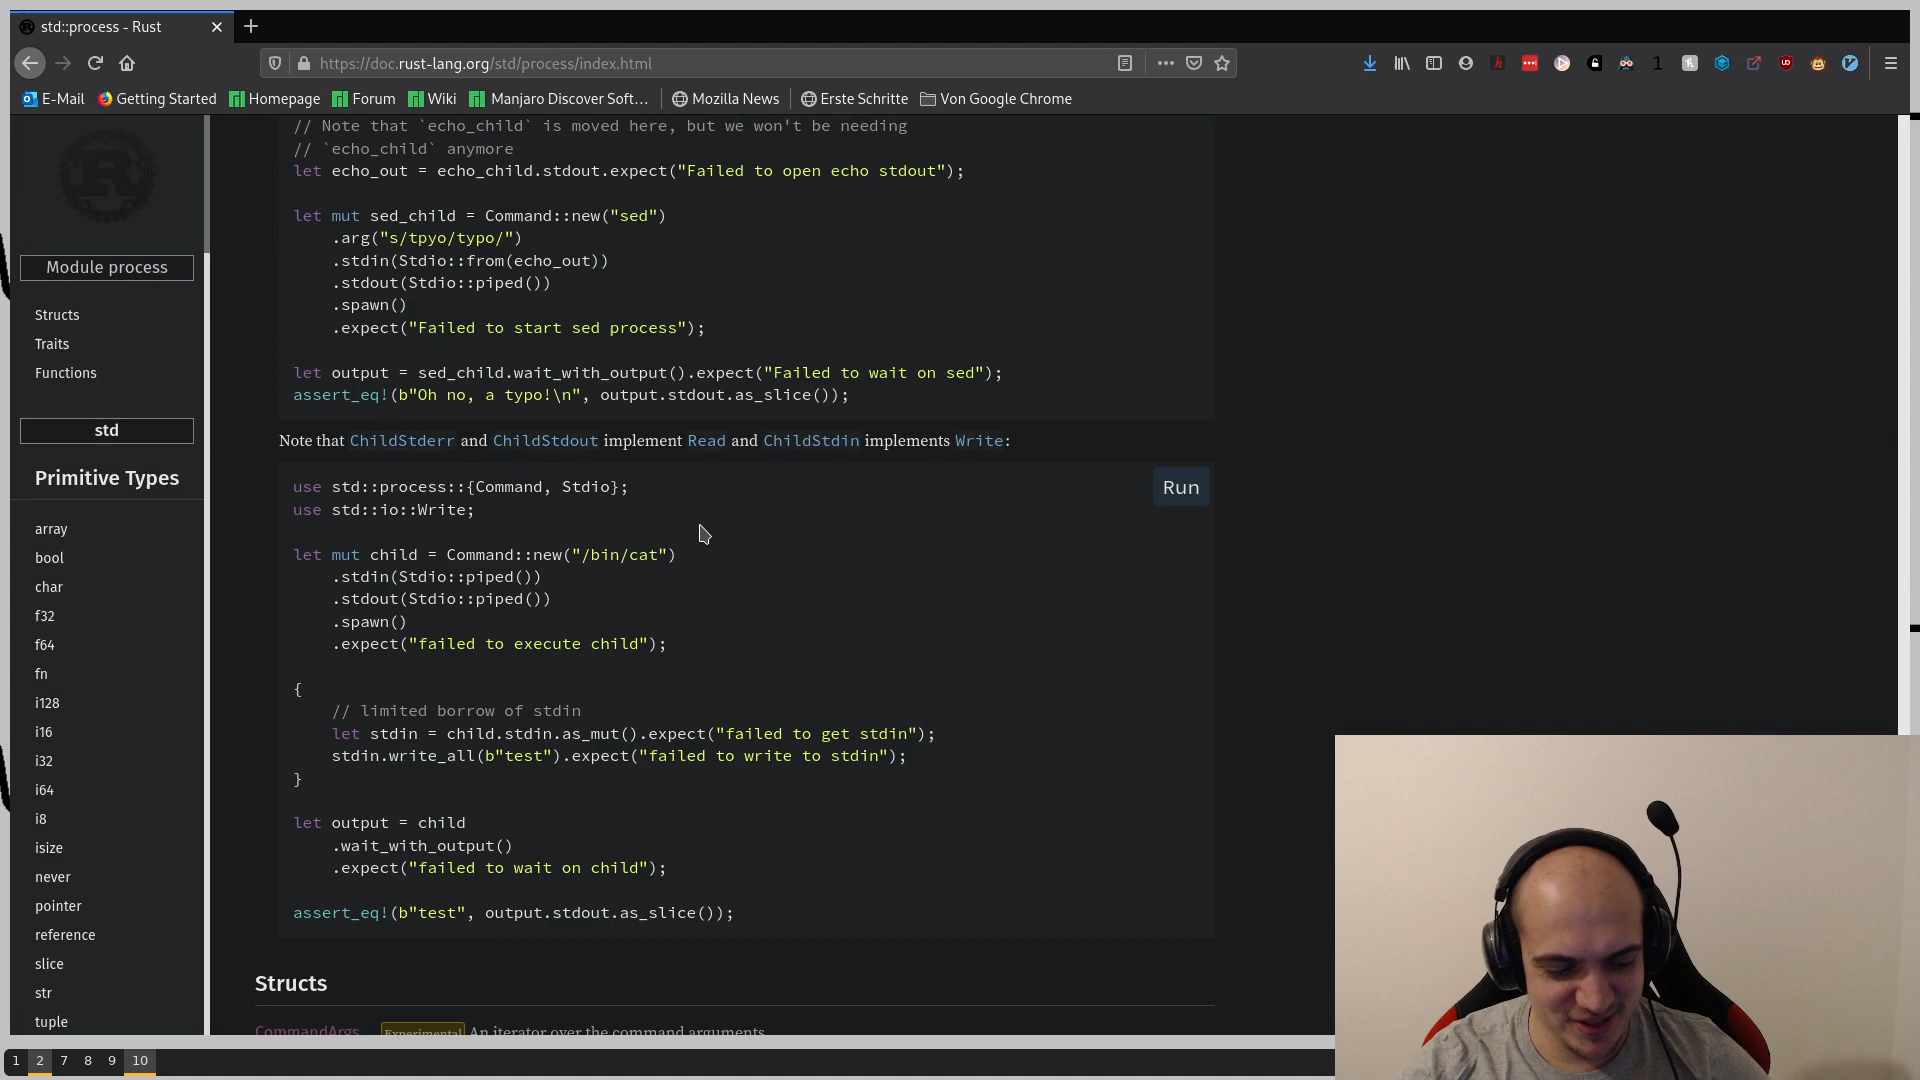 std::process - Rust
https://doc.rust-lang.org/std/process/index.html
1
E-Mail
Getting Started
Homepage
Forum
Wiki
Manjaro Discover Soft…
Mozilla News
Erste Schritte
Von Google Chrome
Module process
Structs
Traits
Functions
std
Primitive Types
array
bool
char
f32
f64
fn
i128
i16
i32
i64
i8
isize
never
pointer
reference
slice
str
tuple
// Note that `echo_child` is moved here, but we won't be needing
// `echo_child` anymore
let echo_out = echo_child.stdout.expect("Failed to open echo stdout");
let mut sed_child = Command::new("sed")
.arg("s/tpyo/typo/")
.stdin(Stdio::from(echo_out))
.stdout(Stdio::piped())
.spawn()
.expect("Failed to start sed process");
let output = sed_child.wait_with_output().expect("Failed to wait on sed");
assert_eq!(b"Oh no, a typo!\n", output.stdout.as_slice());
Note that ChildStderr and ChildStdout implement Read and ChildStdin implements Write:
Run
use std::process::{Command, Stdio};
use std::io::Write;
let mut child = Command::new("/bin/cat")
.stdin(Stdio::piped())
.stdout(Stdio::piped())
.spawn()
.expect("failed to execute child");
{
// limited borrow of stdin
let stdin = child.stdin.as_mut().expect("failed to get stdin");
stdin.write_all(b"test").expect("failed to write to stdin");
}
let output = child
.wait_with_output()
.expect("failed to wait on child");
assert_eq!(b"test", output.stdout.as_slice());
Structs
CommandArgs Experimental An iterator over the command arguments.
1 2 7 8 9 10